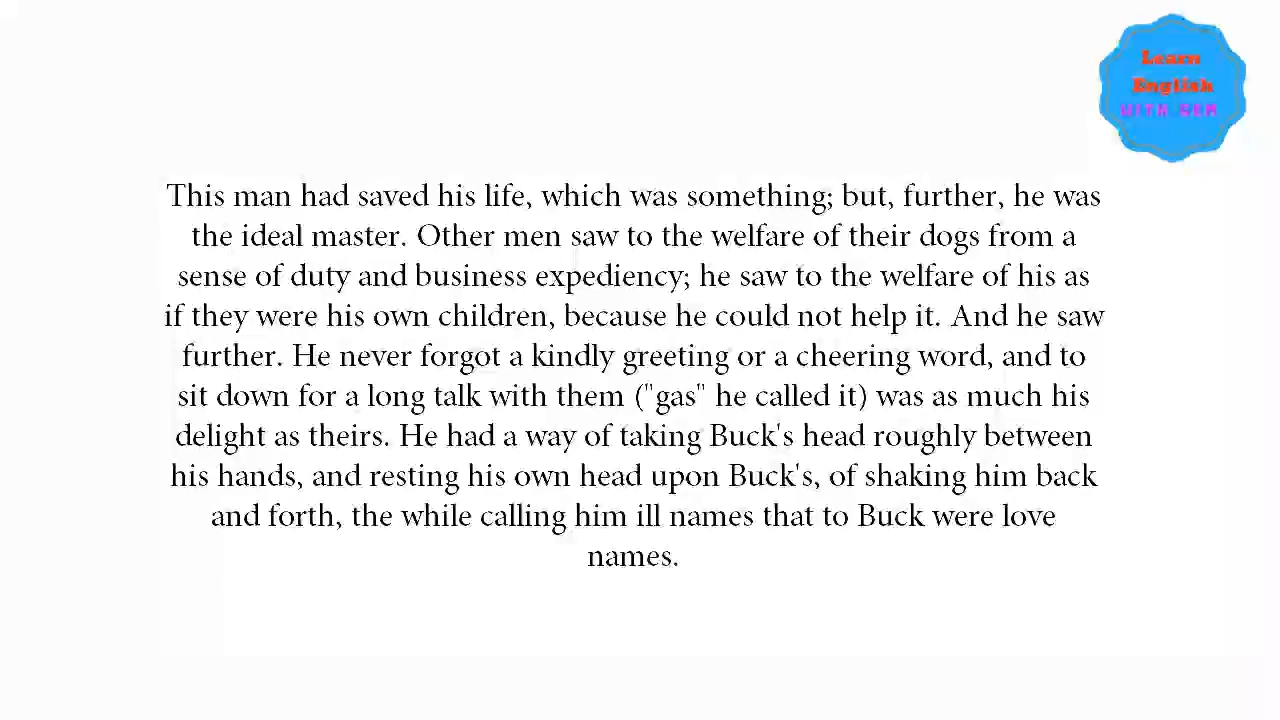 Learn
English
WITH GEM
This man had saved his life, which was something; but, further, he was
the ideal master. Other men saw to the welfare of their dogs from a
sense of duty and business expediency; he saw to the welfare of his as
if they were his own children, because he could not help it. And he saw
further. He never forgot a kindly greeting or a cheering word, and to
sit down for a long talk with them ("gas" he called it) was as much his
delight as theirs. He had a way of taking Buck's head roughly between
his hands, and resting his own head upon Buck's, of shaking him back
and forth, the while calling him ill names that to Buck were love
names.